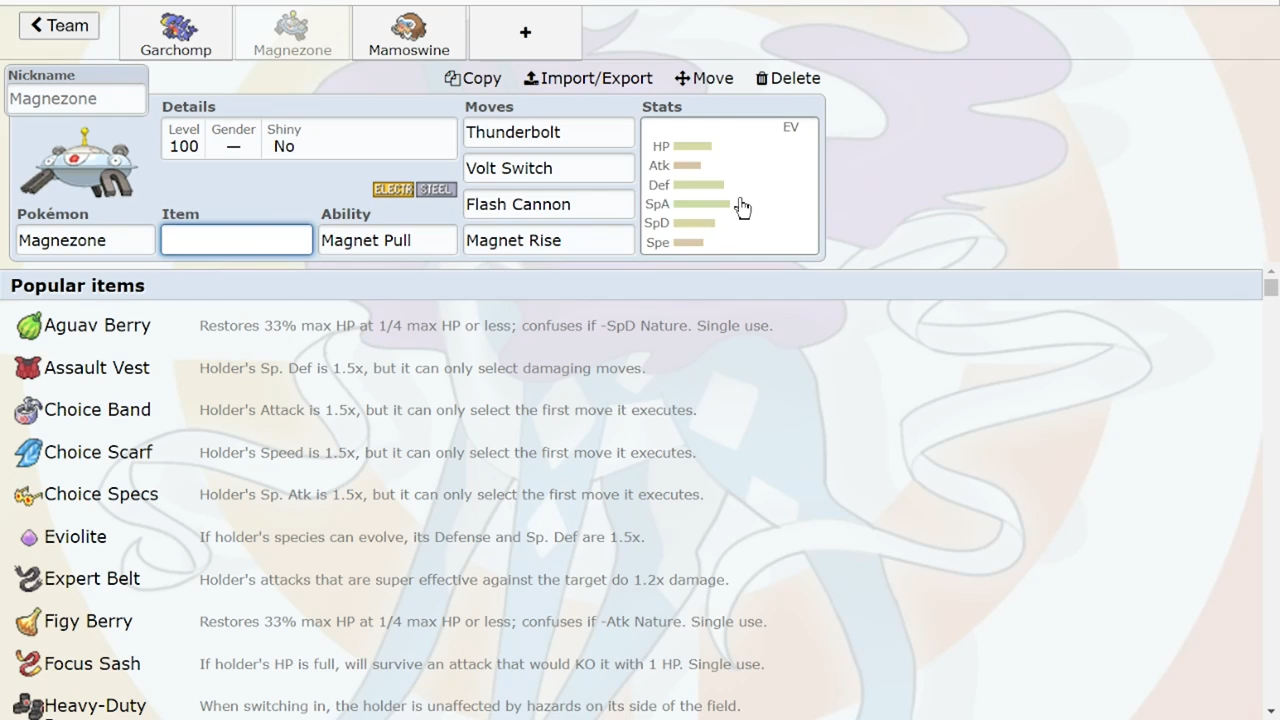 Team
Garchomp
Magnezone
Mamoswine
+
Nickname
Magnezone
Copy
Import/Export
Move
Delete
Details
Moves
Stats
Level
Gender
Shiny
100
—
No
Thunderbolt
EV
HP
Atk
Volt Switch
Def
ELECTR
STEEL
Flash Cannon
SpA
Pokémon
Item
Ability
SpD
Magnezone
Magnet Pull
Magnet Rise
Spe
Popular items
Aguav Berry Restores 33% max HP at 1/4 max HP or less; confuses if -SpD Nature. Single use.
Assault Vest Holder's Sp. Def is 1.5x, but it can only select damaging moves.
Choice Band Holder's Attack is 1.5x, but it can only select the first move it executes.
Choice Scarf Holder's Speed is 1.5x, but it can only select the first move it executes.
Choice Specs Holder's Sp. Atk is 1.5x, but it can only select the first move it executes.
Eviolite If holder's species can evolve, its Defense and Sp. Def are 1.5x.
Expert Belt Holder's attacks that are super effective against the target do 1.2x damage.
Figy Berry Restores 33% max HP at 1/4 max HP or less; confuses if -Atk Nature. Single use.
Focus Sash If holder's HP is full, will survive an attack that would KO it with 1 HP. Single use.
Heavy-Duty When switching in, the holder is unaffected by hazards on its side of the field.